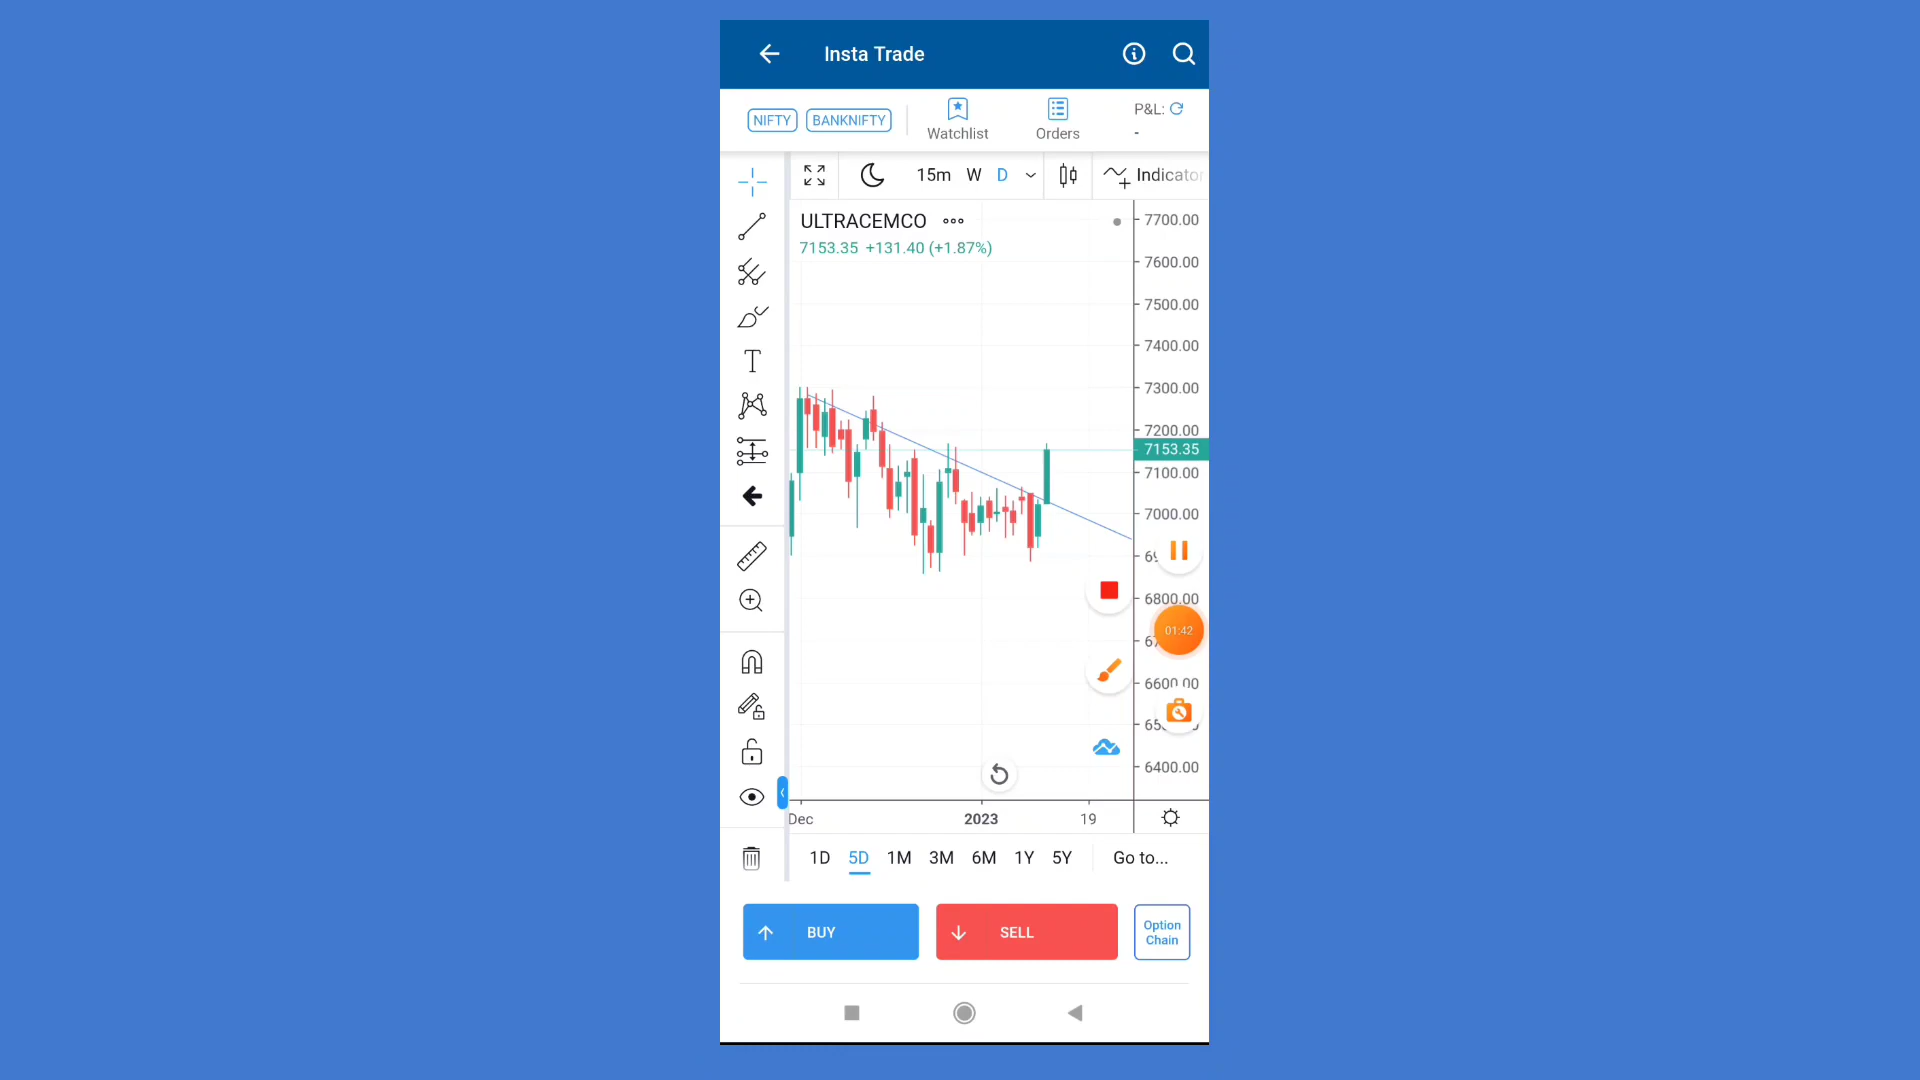 Insta Trade
NIFTY BANKNIFTY Watchlist Orders P&L:
-
15m W D Indicator
ULTRACEMCO
7153.35 +131.40 (+1.87%)
7700.00
7600.00
7500.00
7400.00
7300.00
7200.00
7153.35
7100.00
7000.00
6800.00
01:42
6600.00
6400.00
Dec 2023 19
1D 5D 1M 3M 6M 1Y 5Y Go to...
BUY SELL Option
Chain